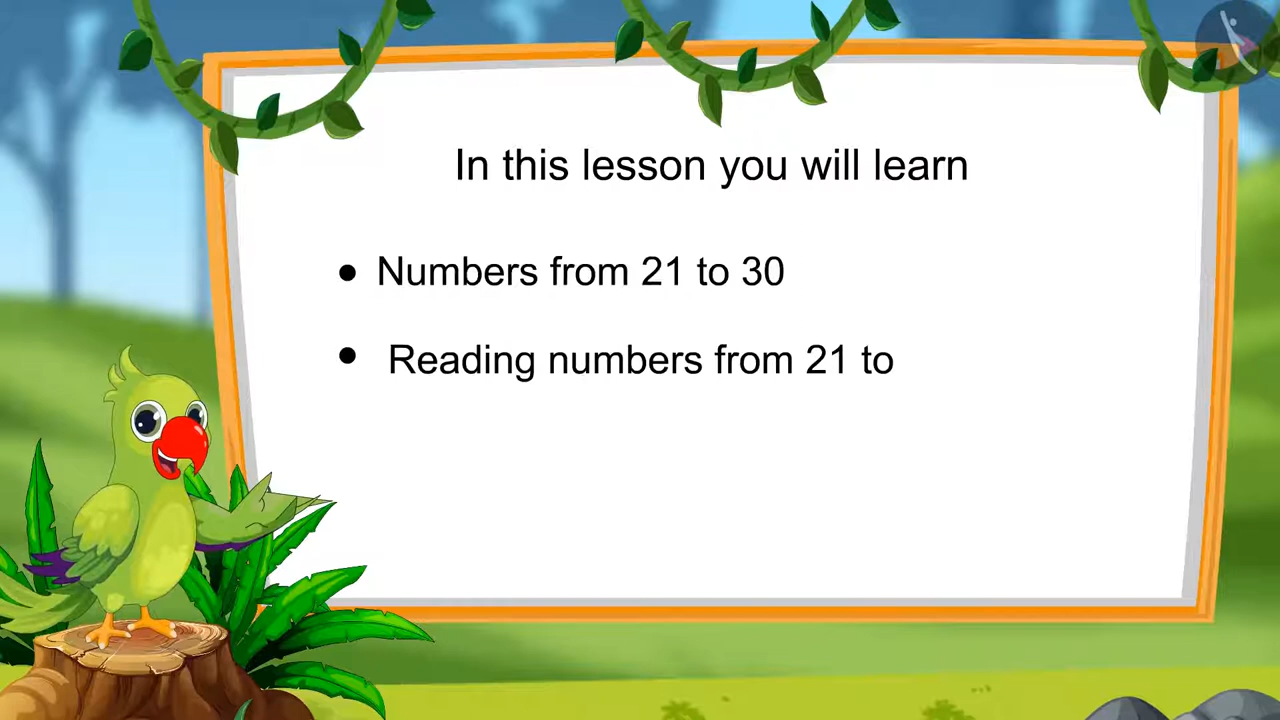 In this lesson you will learn
● Numbers from 21 to 30
● Reading numbers from 21 to